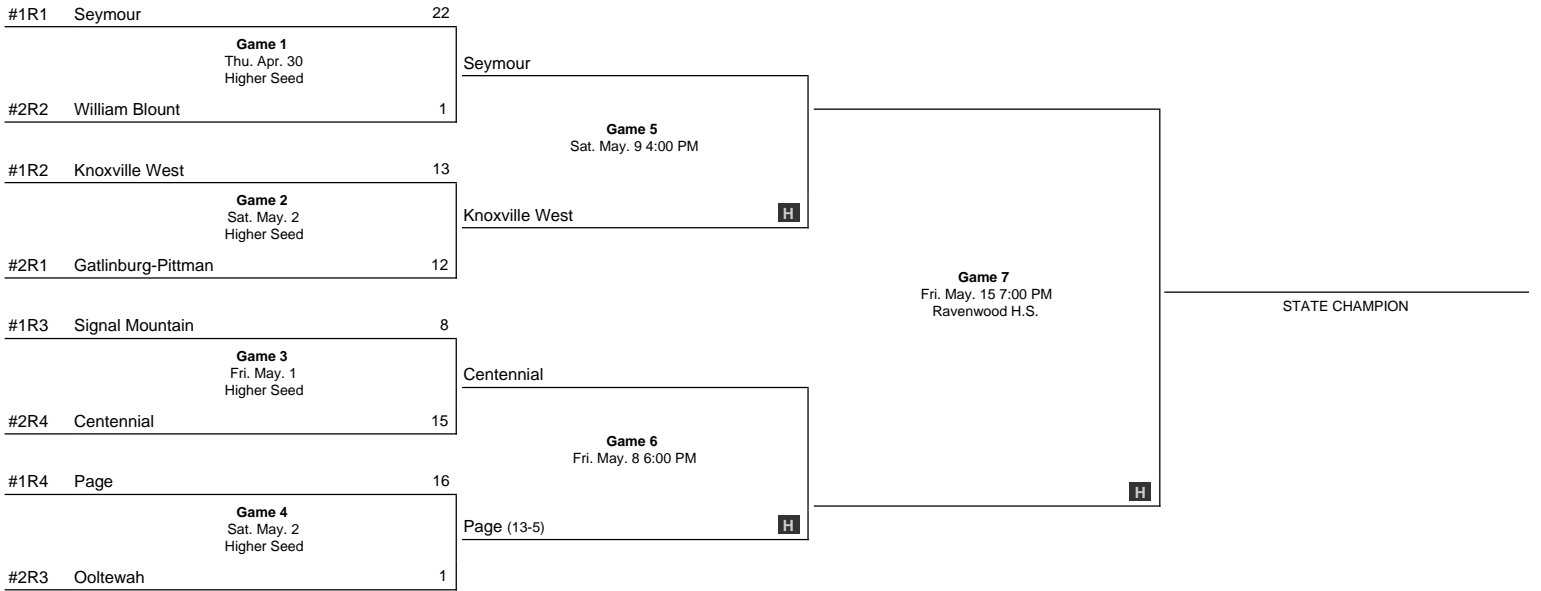 #1R1 Seymour 22
Game 1
Thu. Apr. 30
Higher Seed
#2R2 William Blount 1
#1R2 Knoxville West 13
Game 2
Sat. May. 2
Higher Seed
#2R1 Gatlinburg-Pittman 12
#1R3 Signal Mountain 8
Game 3
Fri. May. 1
Higher Seed
#2R4 Centennial 15
#1R4 Page 16
Game 4
Sat. May. 2
Higher Seed
#2R3 Ooltewah 1
Seymour
Game 5
Sat. May. 9 4:00 PM
Knoxville West H
Centennial
Game 6
Fri. May. 8 6:00 PM
Page (13-5) H
Game 7
Fri. May. 15 7:00 PM
Ravenwood H.S.
H
STATE CHAMPION